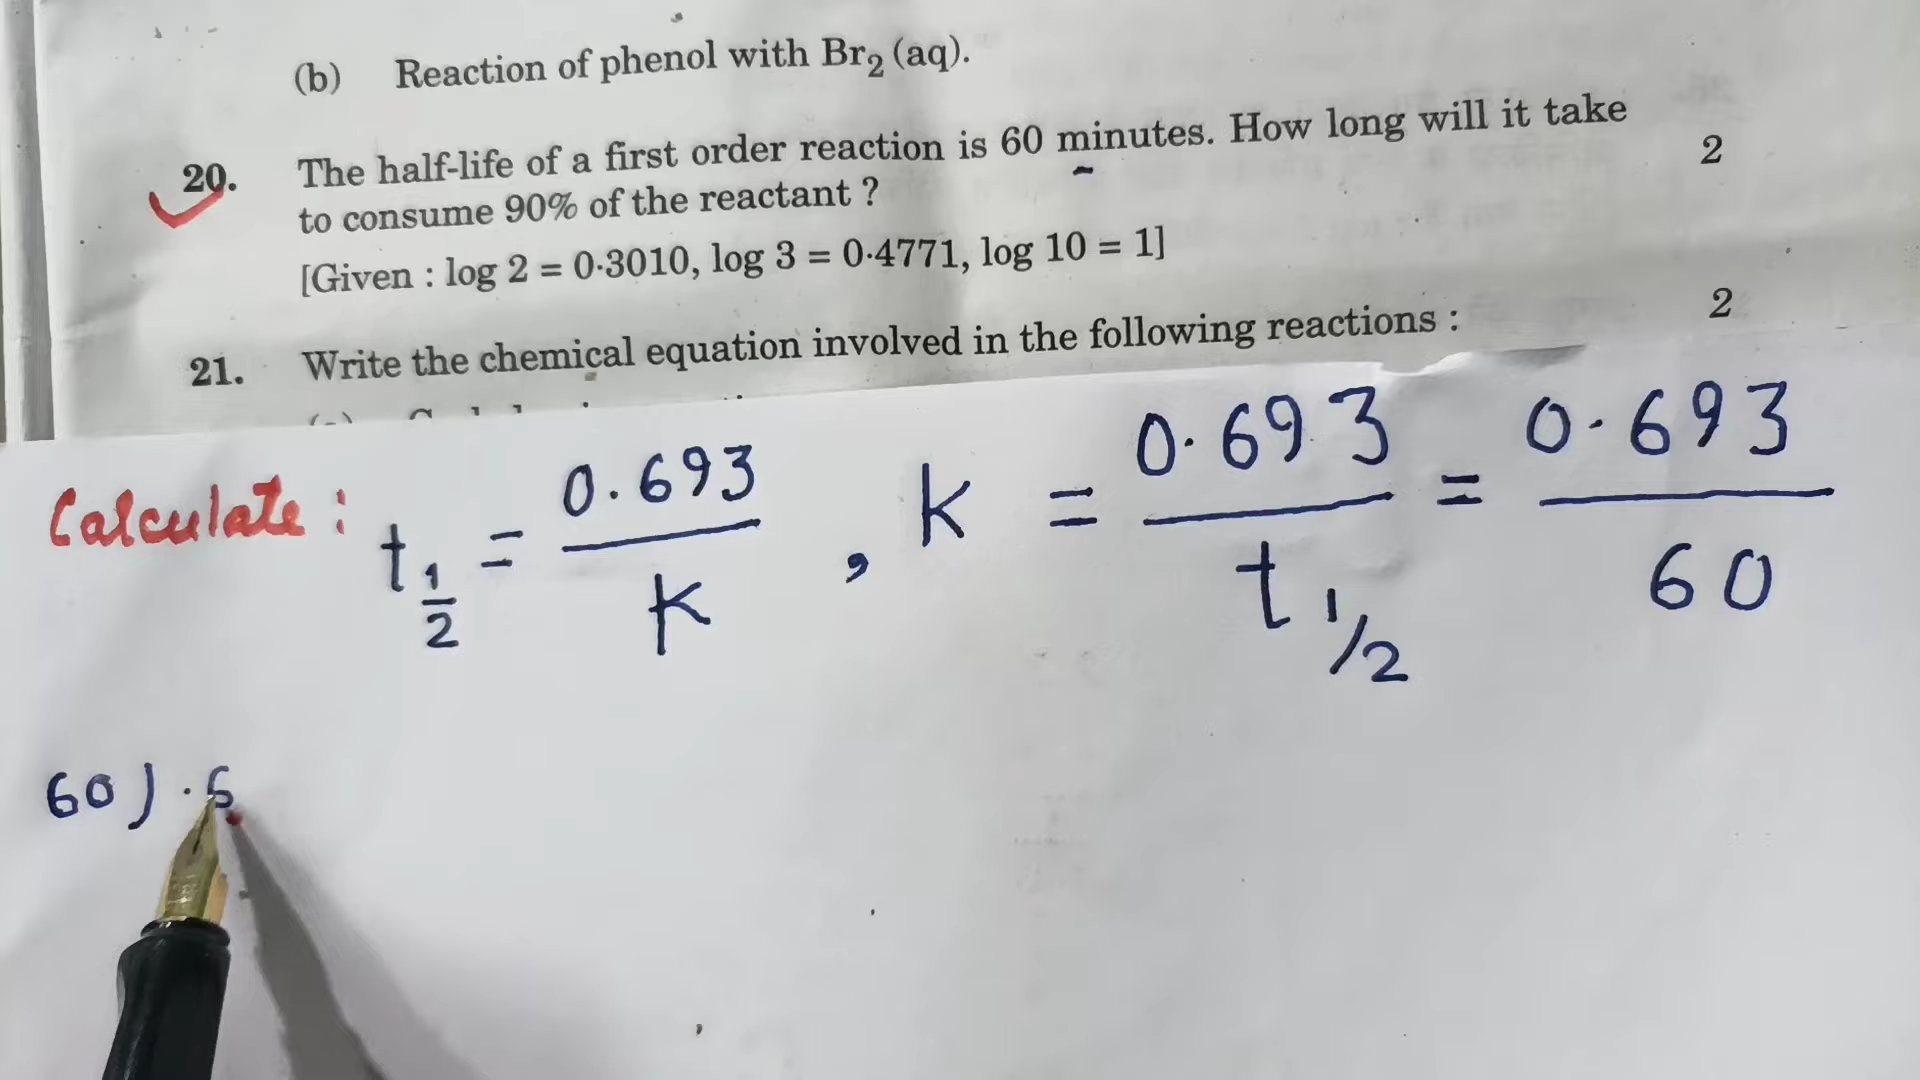 (b) Reaction of phenol with Br₂ (aq).
20. The half-life of a first order reaction is 60 minutes. How long will it take 2
to consume 90% of the reactant ?
[Given : log 2 = 0·3010, log 3 = 0·4771, log 10 = 1]
21. Write the chemical equation involved in the following reactions : 2
Calculate : t 1/2 = 0.693/K , K = 0.693/t 1/2 = 0.693/60
60 ) .6